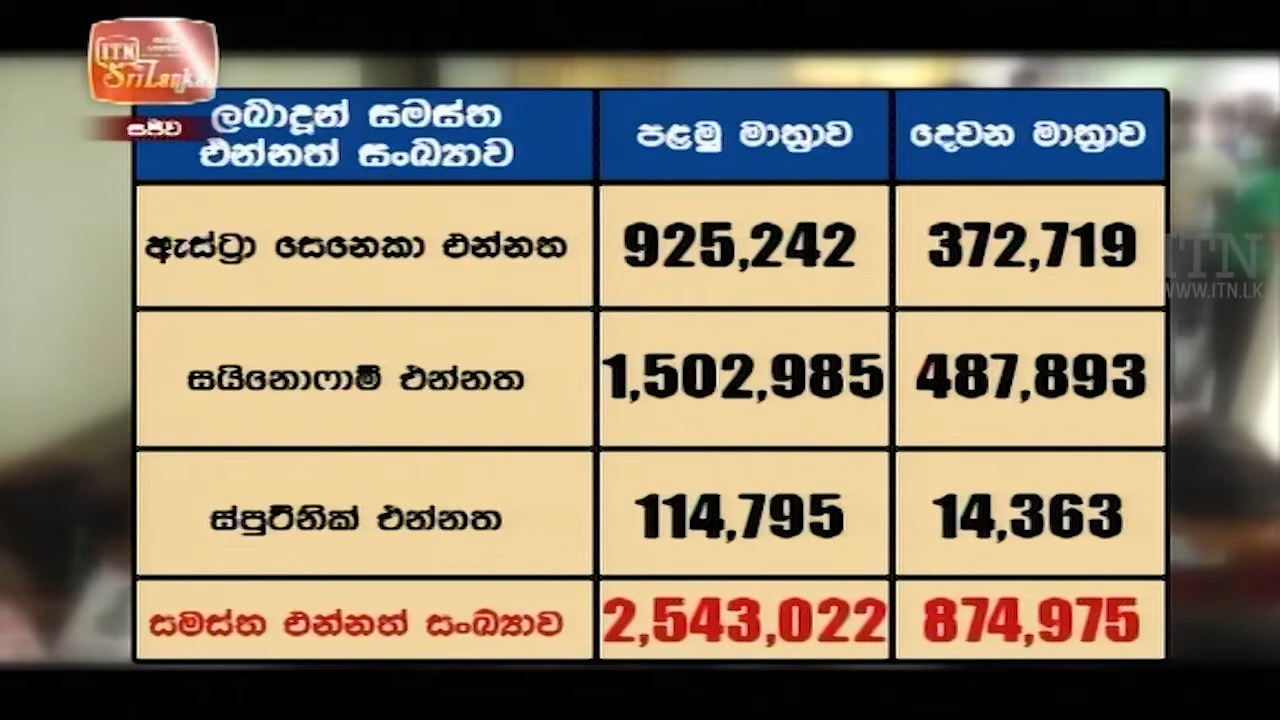 ITN
Sri Lanka
සජීව
ලබාදුන් සමස්ත
එන්නත් සංඛ්‍යාව
පළමු මාත්‍රාව
දෙවන මාත්‍රාව
ඇස්ට්‍රා සෙනෙකා එන්නත
925,242
372,719
සයිනොෆාම් එන්නත
1,502,985
487,893
ස්පුට්නික් එන්නත
114,795
14,363
සමස්ත එන්නත් සංඛ්‍යාව
2,543,022
874,975
ITN
WWW.ITN.LK